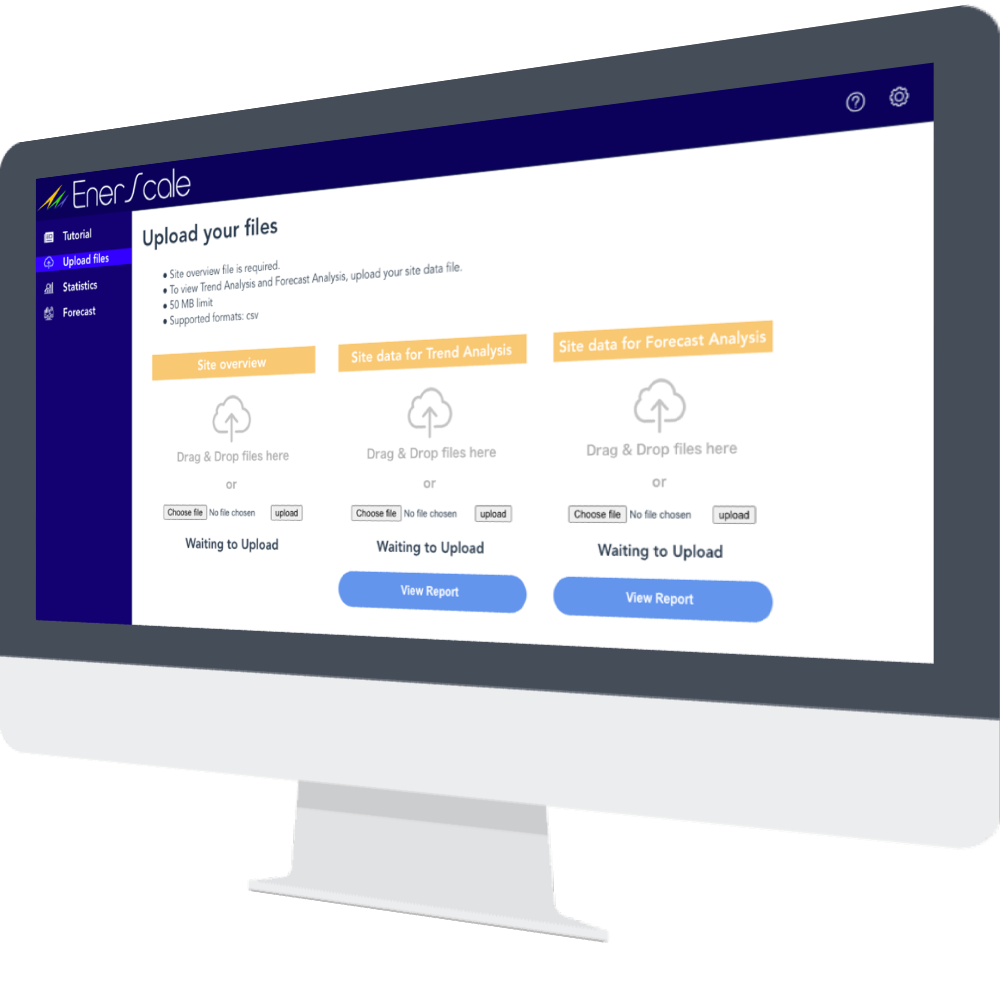 EnerScale
Tutorial
Upload files
Statistics
Forecast
Upload your files
• Site overview file is required.
• To view Trend Analysis and Forecast Analysis, upload your site data file.
• 50 MB limit
• Supported formats: csv
Site overview
Drag & Drop files here
or
Choose file No file chosen upload
Waiting to Upload
Site data for Trend Analysis
Drag & Drop files here
or
Choose file No file chosen upload
Waiting to Upload
View Report
Site data for Forecast Analysis
Drag & Drop files here
or
Choose file No file chosen upload
Waiting to Upload
View Report